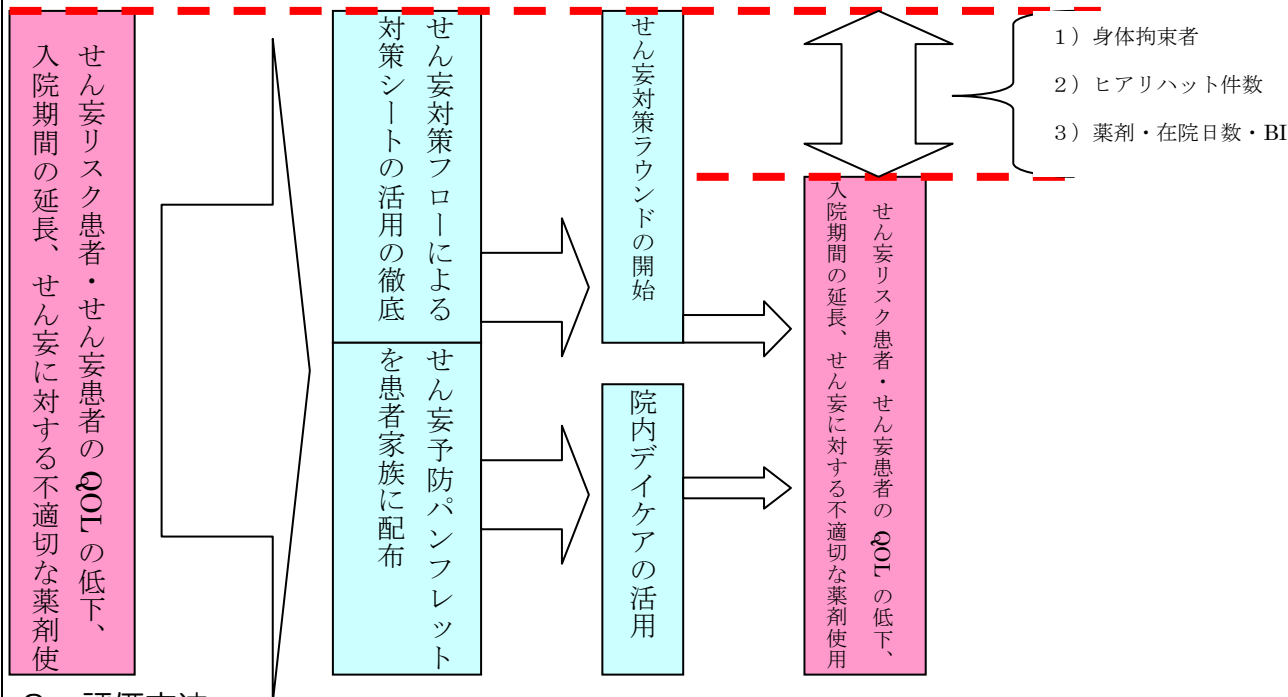 せん妄リスク患者・せん妄患者の QOL の低下、
入院期間の延長、せん妄に対する不適切な薬剤使
せん妄対策フローによる
対策シートの活用の徹底
せん妄予防パンフレット
を患者家族に配布
せん妄対策ラウンドの開始
院内デイケアの活用
せん妄リスク患者・せん妄患者の QOL の低下、
入院期間の延長、せん妄に対する不適切な薬剤使用
1）身体拘束者
2）ヒアリハット件数
3）薬剤・在院日数・BI